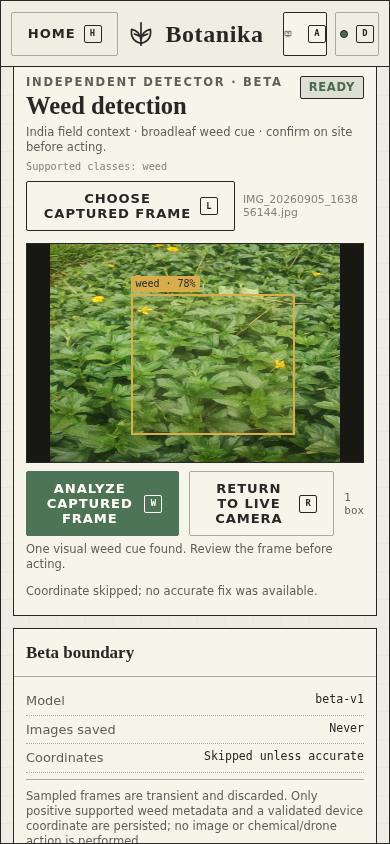 HOME H
Botanika
A
D
INDEPENDENT DETECTOR · BETA
READY
Weed detection
India field context · broadleaf weed cue · confirm on site
before acting.
Supported classes: weed
CHOOSE
CAPTURED FRAME L
IMG_20260905_1638
56144.jpg
weed · 78%
ANALYZE
CAPTURED
FRAME
W
RETURN
TO LIVE
CAMERA
R
1
box
One visual weed cue found. Review the frame before
acting.
Coordinate skipped; no accurate fix was available.
Beta boundary
Model beta-v1
Images saved Never
Coordinates Skipped unless accurate
Sampled frames are transient and discarded. Only
positive supported weed metadata and a validated device
coordinate are persisted; no image or chemical/drone
action is performed.